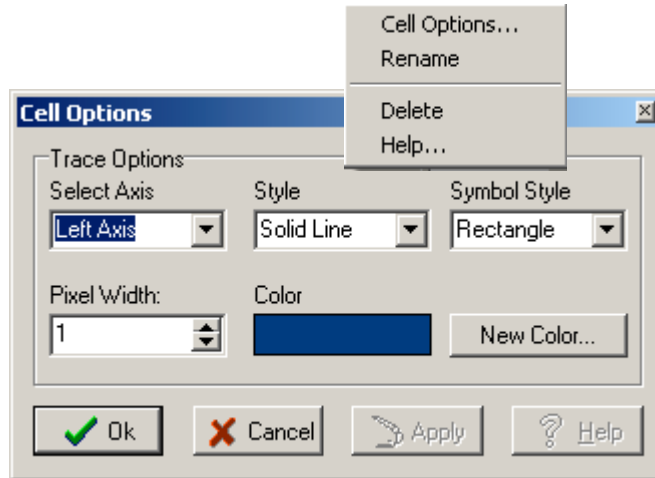 Cell Options...
Rename
Delete
Help...
Cell Options
Trace Options
Select Axis Style Symbol Style
Left Axis Solid Line Rectangle
Pixel Width: Color
1 New Color...
Ok Cancel Apply Help